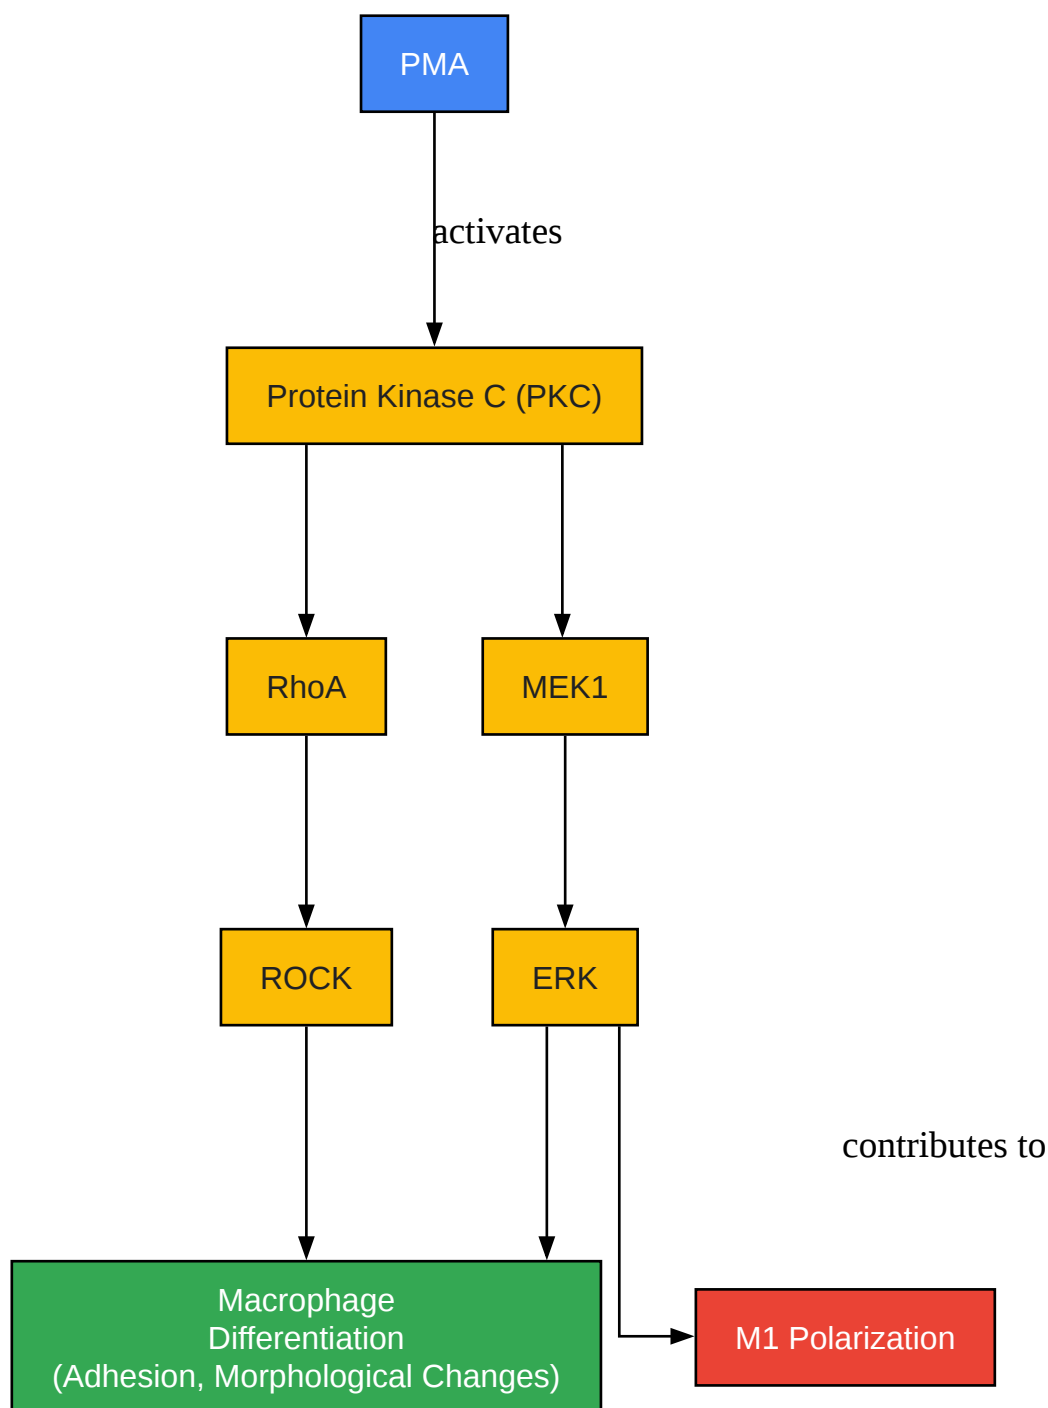 PMA
activates
Protein Kinase C (PKC)
RhoA
MEK1
ROCK
ERK
contributes to
Macrophage
Differentiation
(Adhesion, Morphological Changes)
M1 Polarization